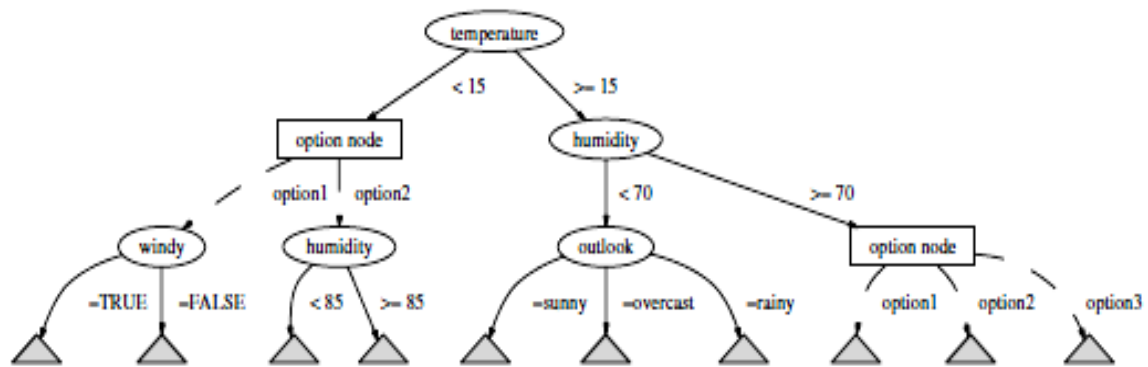 temperature
< 15
>= 15
option node
humidity
option1
option2
< 70
>= 70
windy
humidity
outlook
option node
=TRUE
=FALSE
< 85
>= 85
=sunny
=overcast
=rainy
option1
option2
option3